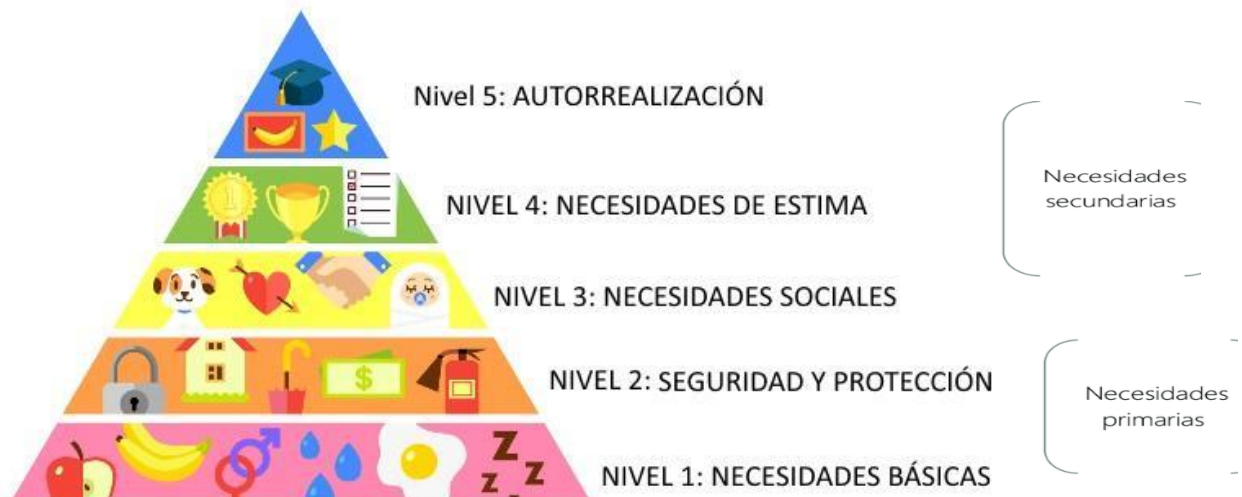 Nivel 5: AUTORREALIZACIÓN
Necesidades
secundarias
NIVEL 4: NECESIDADES DE ESTIMA
NIVEL 3: NECESIDADES SOCIALES
NIVEL 2: SEGURIDAD Y PROTECCIÓN
Necesidades
primarias
NIVEL 1: NECESIDADES BÁSICAS
1
$
Z
Z
Z
Z